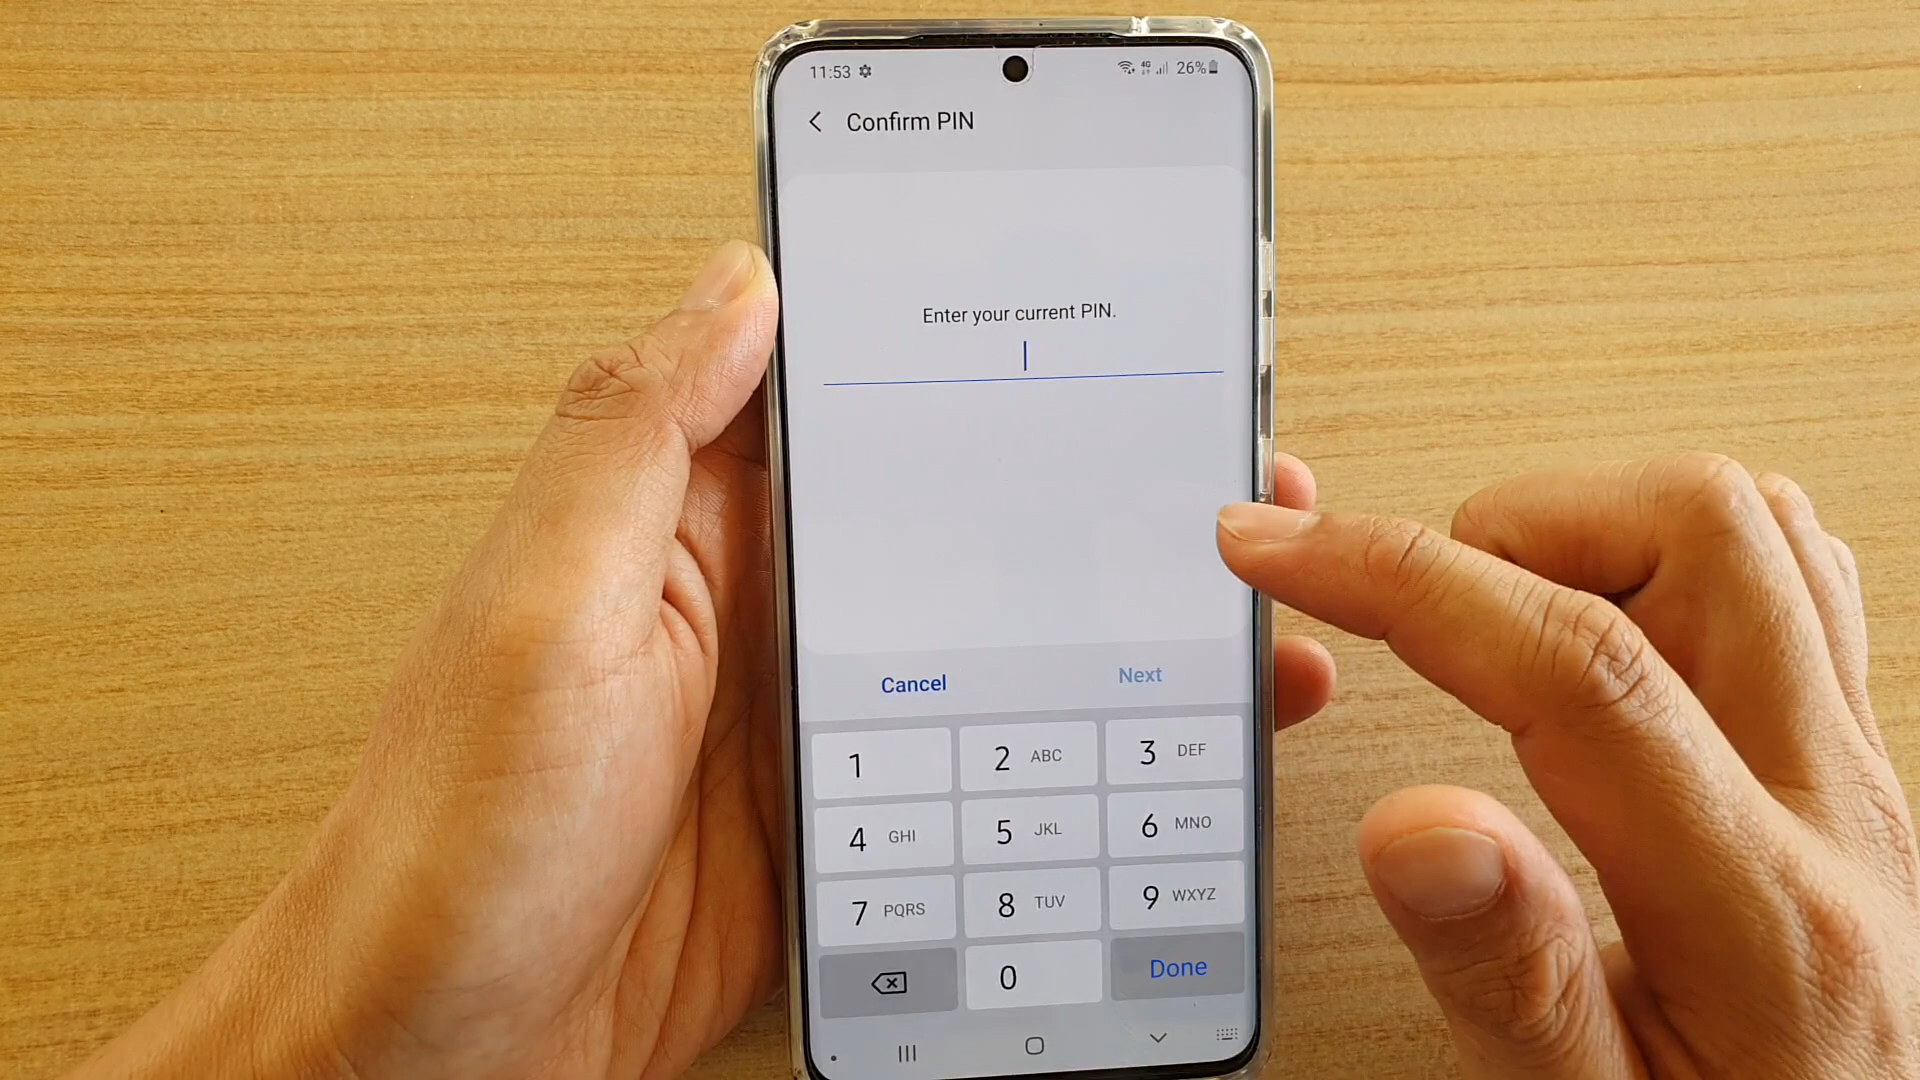 11:53 4G 26%
Confirm PIN
Enter your current PIN.
Cancel Next
1 2 ABC 3 DEF
4 GHI 5 JKL 6 MNO
7 PQRS 8 TUV 9 WXYZ
0 Done